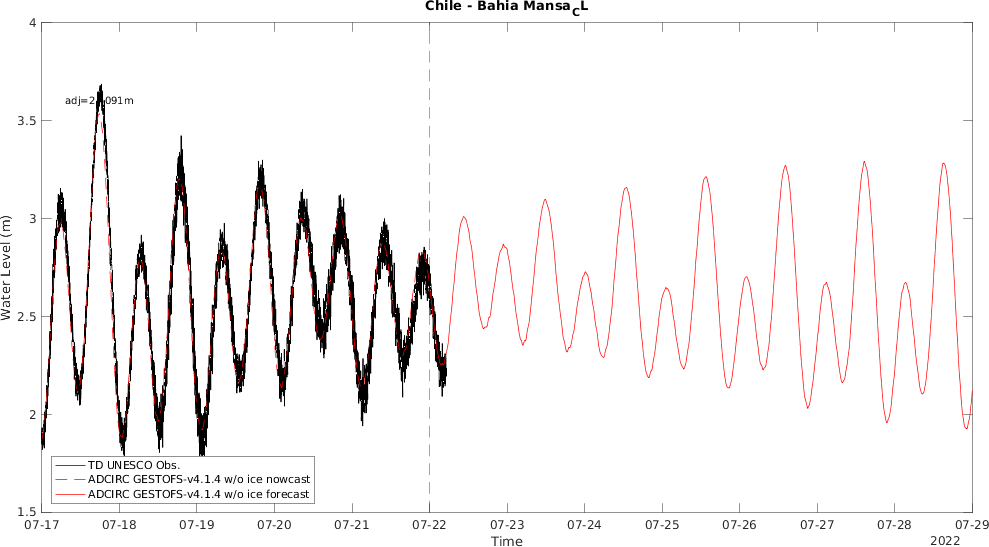 Chile - Bahia Mansa_CL
Water Level (m)
4
3.5
3
2.5
2
1.5
adj=2.091m
TD UNESCO Obs.
ADCIRC GESTOFS-v4.1.4 w/o ice nowcast
ADCIRC GESTOFS-v4.1.4 w/o ice forecast
07-17 07-18 07-19 07-20 07-21 07-22 07-23 07-24 07-25 07-26 07-27 07-28 07-29
Time
2022